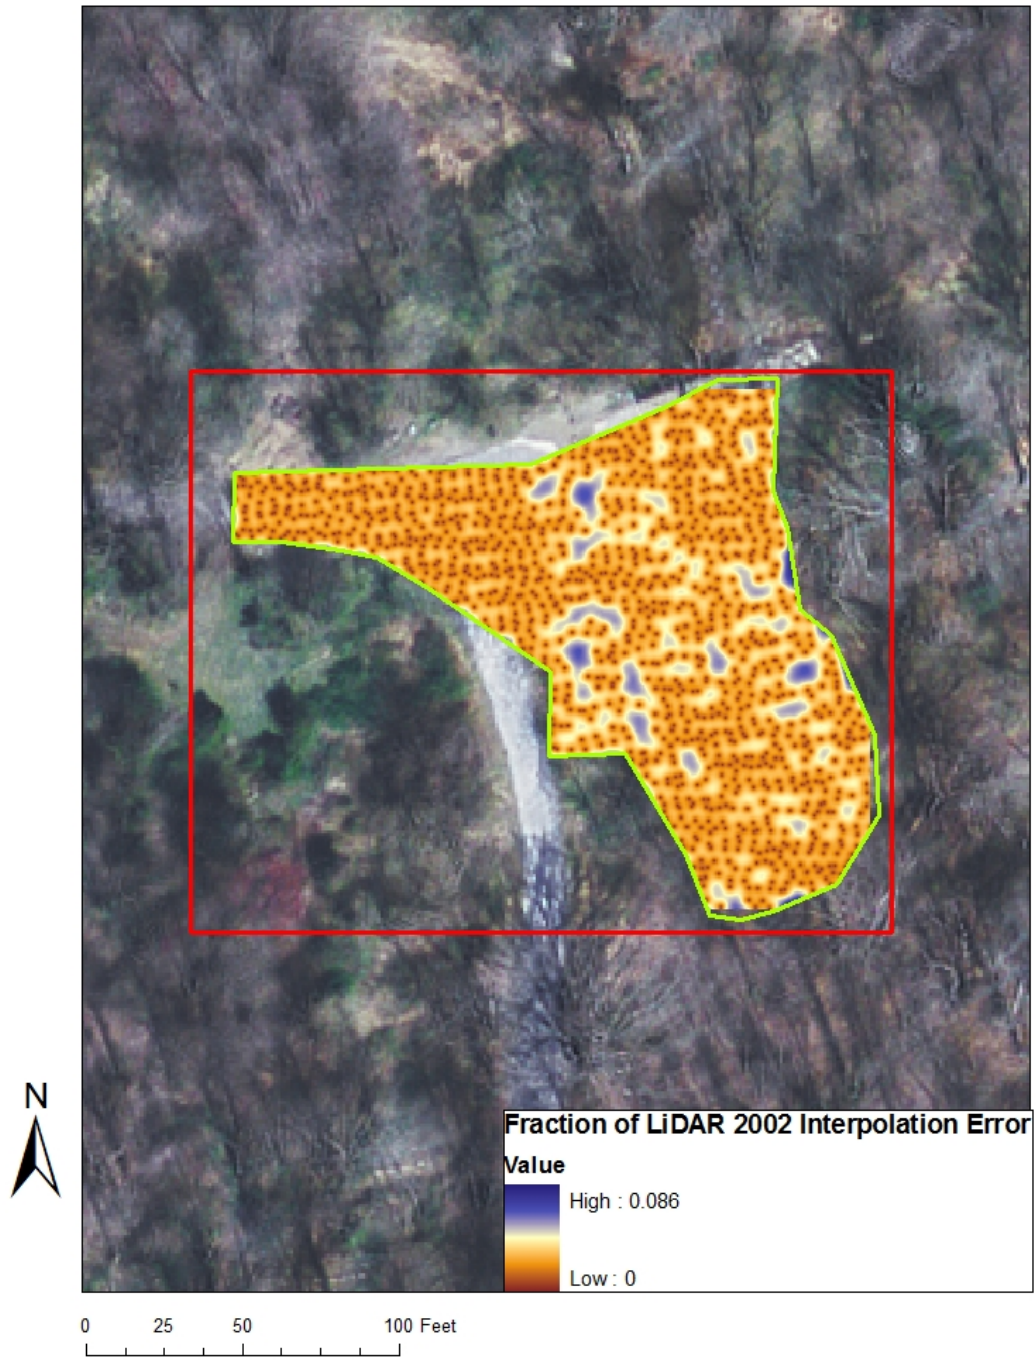 N
Fraction of LiDAR 2002 Interpolation Error
Value
High : 0.086
Low : 0
0 25 50 100 Feet